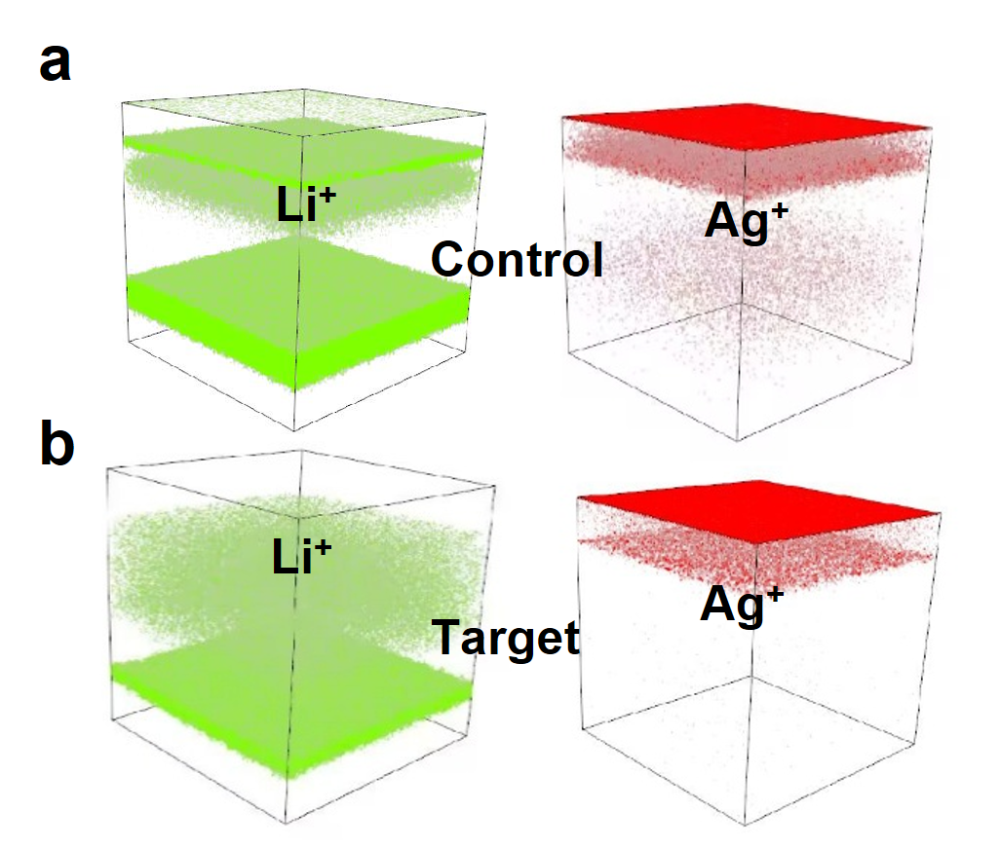 a
Li⁺
Ag⁺
Control
b
Li⁺
Ag⁺
Target